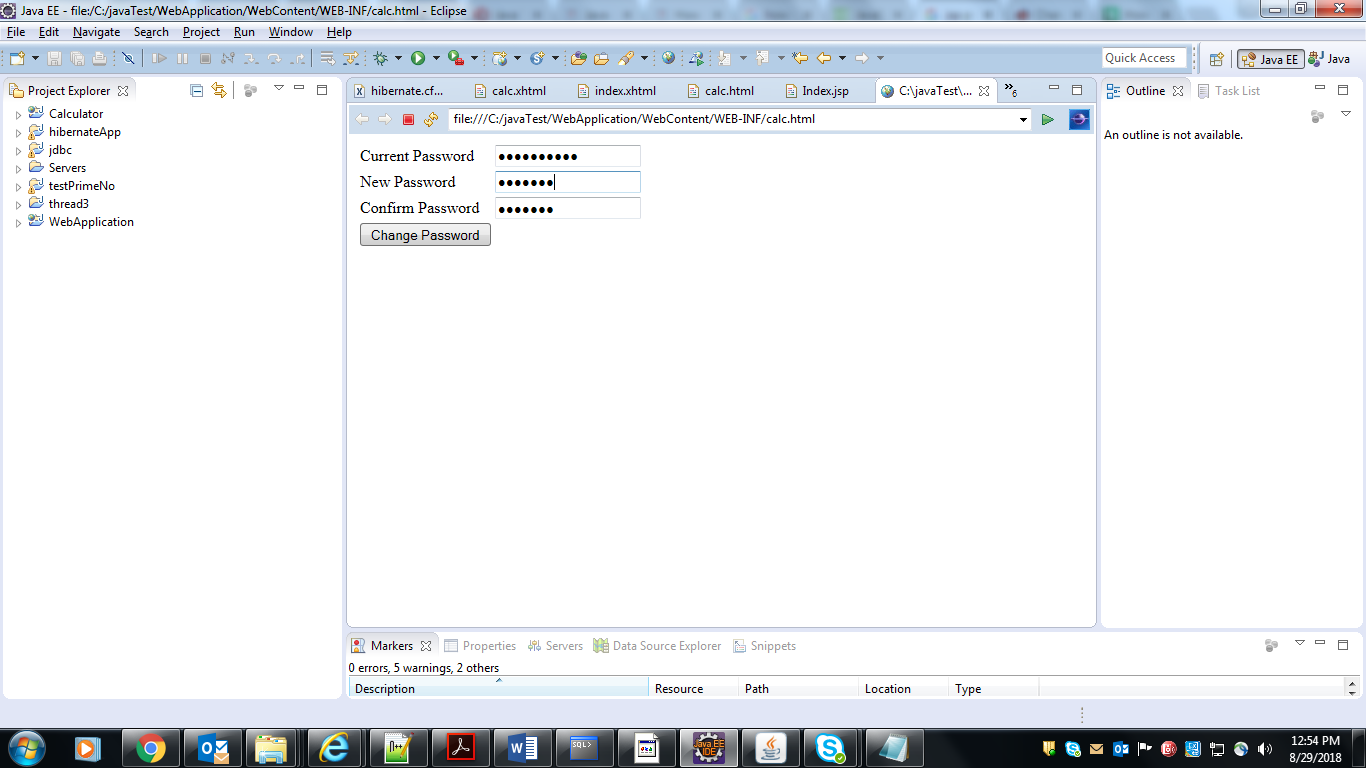 Java EE - file:/C:/javaTest/WebApplication/WebContent/WEB-INF/calc.html - Eclipse
File Edit Navigate Search Project Run Window Help
Quick Access
Java EE
Java
Project Explorer
Calculator
hibernateApp
jdbc
Servers
testPrimeNo
thread3
WebApplication
hibernate.cf...
calc.xhtml
index.xhtml
calc.html
Index.jsp
C:\javaTest\...
»6
file:///C:/javaTest/WebApplication/WebContent/WEB-INF/calc.html
Current Password ●●●●●●●●●●
New Password ●●●●●●●
Confirm Password ●●●●●●●
Change Password
Outline
Task List
An outline is not available.
Markers
Properties
Servers
Data Source Explorer
Snippets
0 errors, 5 warnings, 2 others
Description Resource Path Location Type
SQL>
Java EE
IDE
12:54 PM
8/29/2018